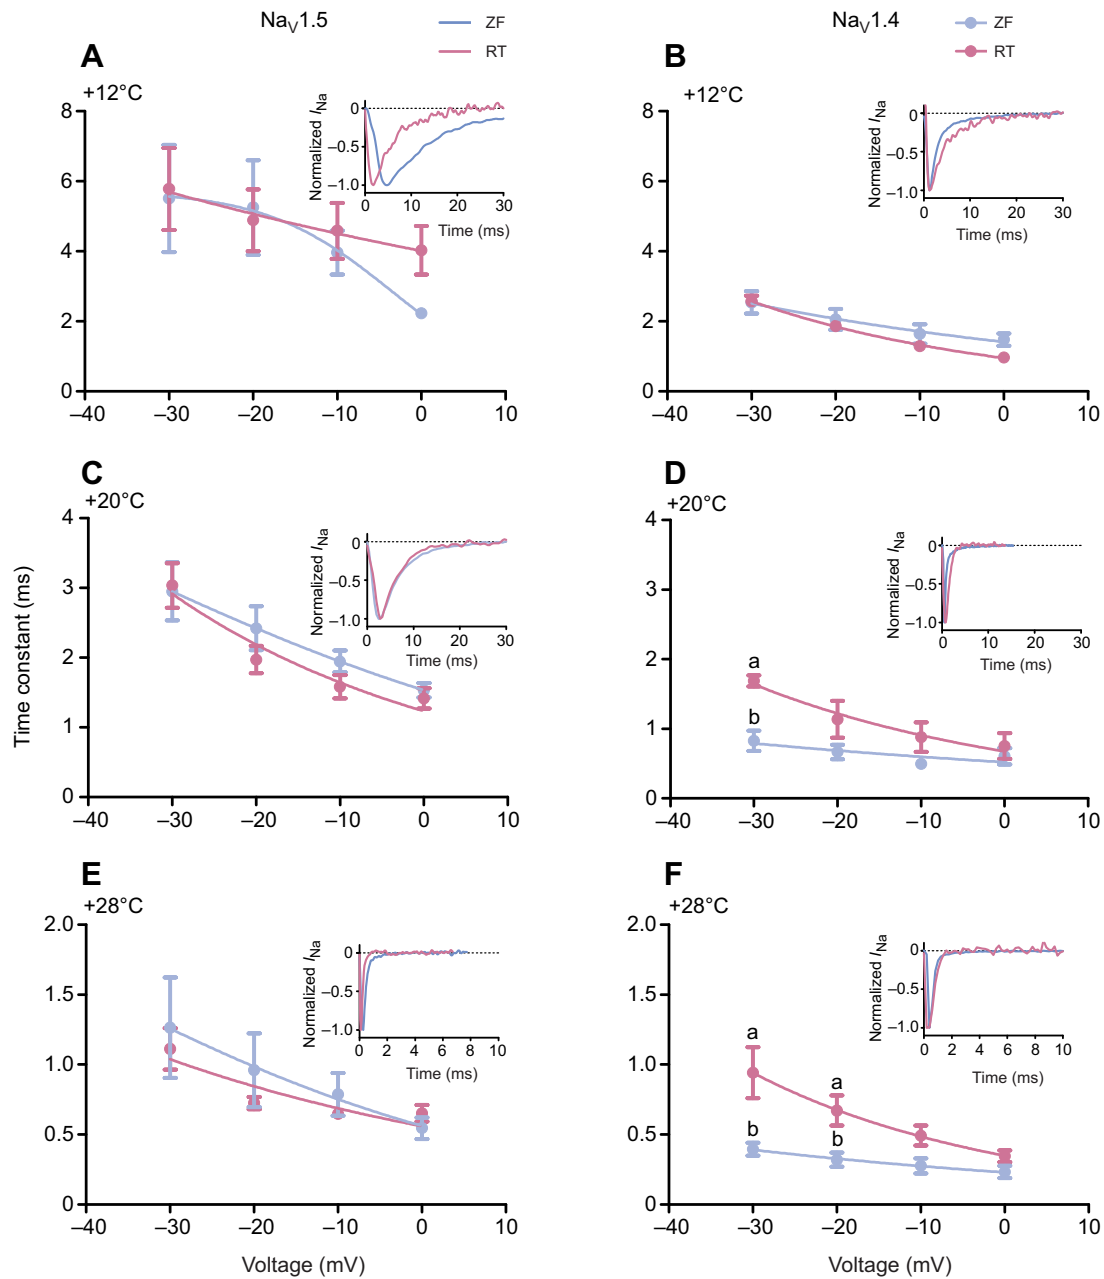 Na_V1.5
ZF
RT
Na_V1.4
ZF
RT
A
+12°C
8
6
4
2
0
–40 –30 –20 –10 0 10
Normalized I_Na
0
–0.5
–1.0
0 10 20 30
Time (ms)
B
+12°C
8
6
4
2
0
–40 –30 –20 –10 0 10
Normalized I_Na
0
–0.5
–1.0
0 10 20 30
Time (ms)
Time constant (ms)
C
+20°C
4
3
2
1
0
–40 –30 –20 –10 0 10
Normalized I_Na
0
–0.5
–1.0
0 10 20 30
Time (ms)
D
+20°C
4
3
2
1
0
–40 –30 –20 –10 0 10
a
b
Normalized I_Na
0
–0.5
–1.0
0 10 20 30
Time (ms)
E
+28°C
2.0
1.5
1.0
0.5
0
–40 –30 –20 –10 0 10
Normalized I_Na
0
–0.5
–1.0
0 2 4 6 8 10
Time (ms)
Voltage (mV)
F
+28°C
2.0
1.5
1.0
0.5
0
–40 –30 –20 –10 0 10
a
a
b
b
Normalized I_Na
0
–0.5
–1.0
0 2 4 6 8 10
Time (ms)
Voltage (mV)